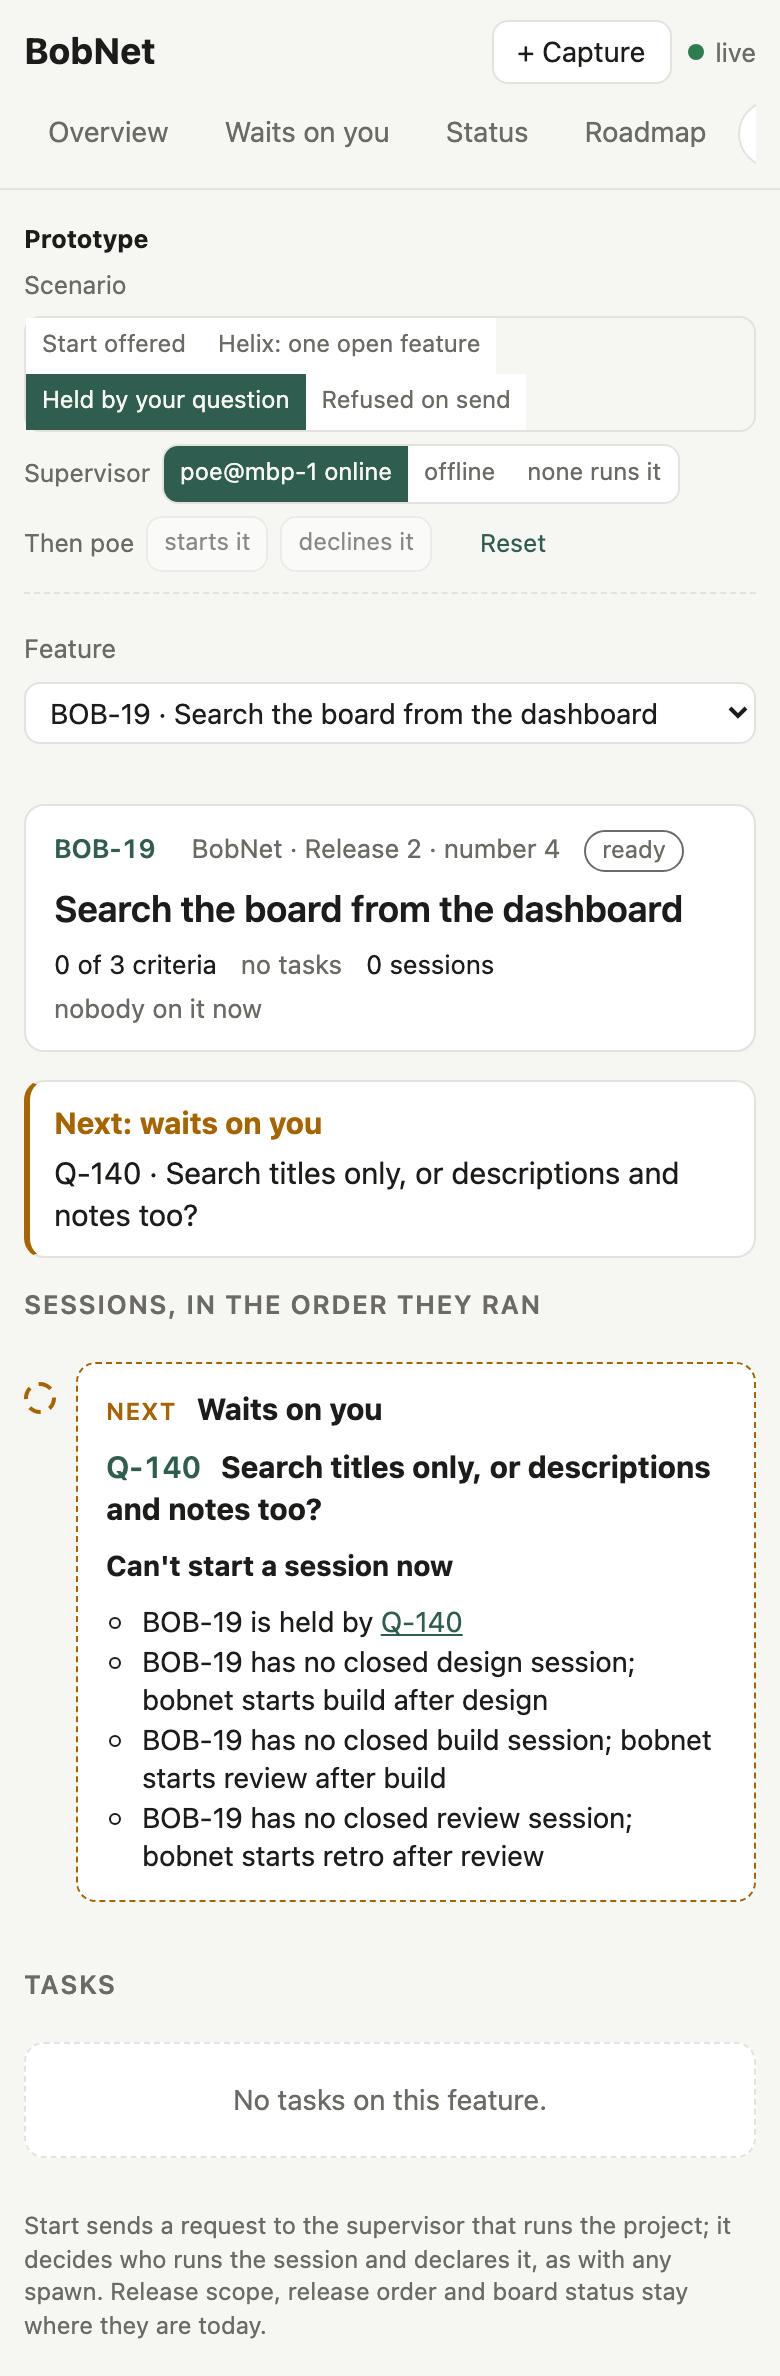 BobNet
+ Capture
live
Overview
Waits on you
Status
Roadmap
Prototype
Scenario
Start offered
Helix: one open feature
Held by your question
Refused on send
Supervisor
poe@mbp-1 online
offline
none runs it
Then poe
starts it
declines it
Reset
Feature
BOB-19 · Search the board from the dashboard
BOB-19
BobNet · Release 2 · number 4
ready
Search the board from the dashboard
0 of 3 criteria
no tasks
0 sessions
nobody on it now
Next: waits on you
Q-140 · Search titles only, or descriptions and
notes too?
SESSIONS, IN THE ORDER THEY RAN
NEXT Waits on you
Q-140 Search titles only, or descriptions
and notes too?
Can't start a session now
BOB-19 is held by Q-140
BOB-19 has no closed design session;
bobnet starts build after design
BOB-19 has no closed build session; bobnet
starts review after build
BOB-19 has no closed review session;
bobnet starts retro after review
TASKS
No tasks on this feature.
Start sends a request to the supervisor that runs the project; it
decides who runs the session and declares it, as with any
spawn. Release scope, release order and board status stay
where they are today.